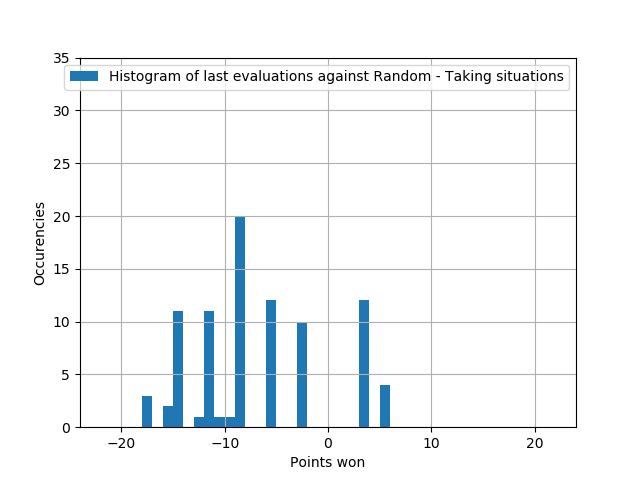 Histogram of last evaluations against Random - Taking situations
35
30
25
20
15
10
5
0
Occurencies
−20 −10 0 10 20
Points won